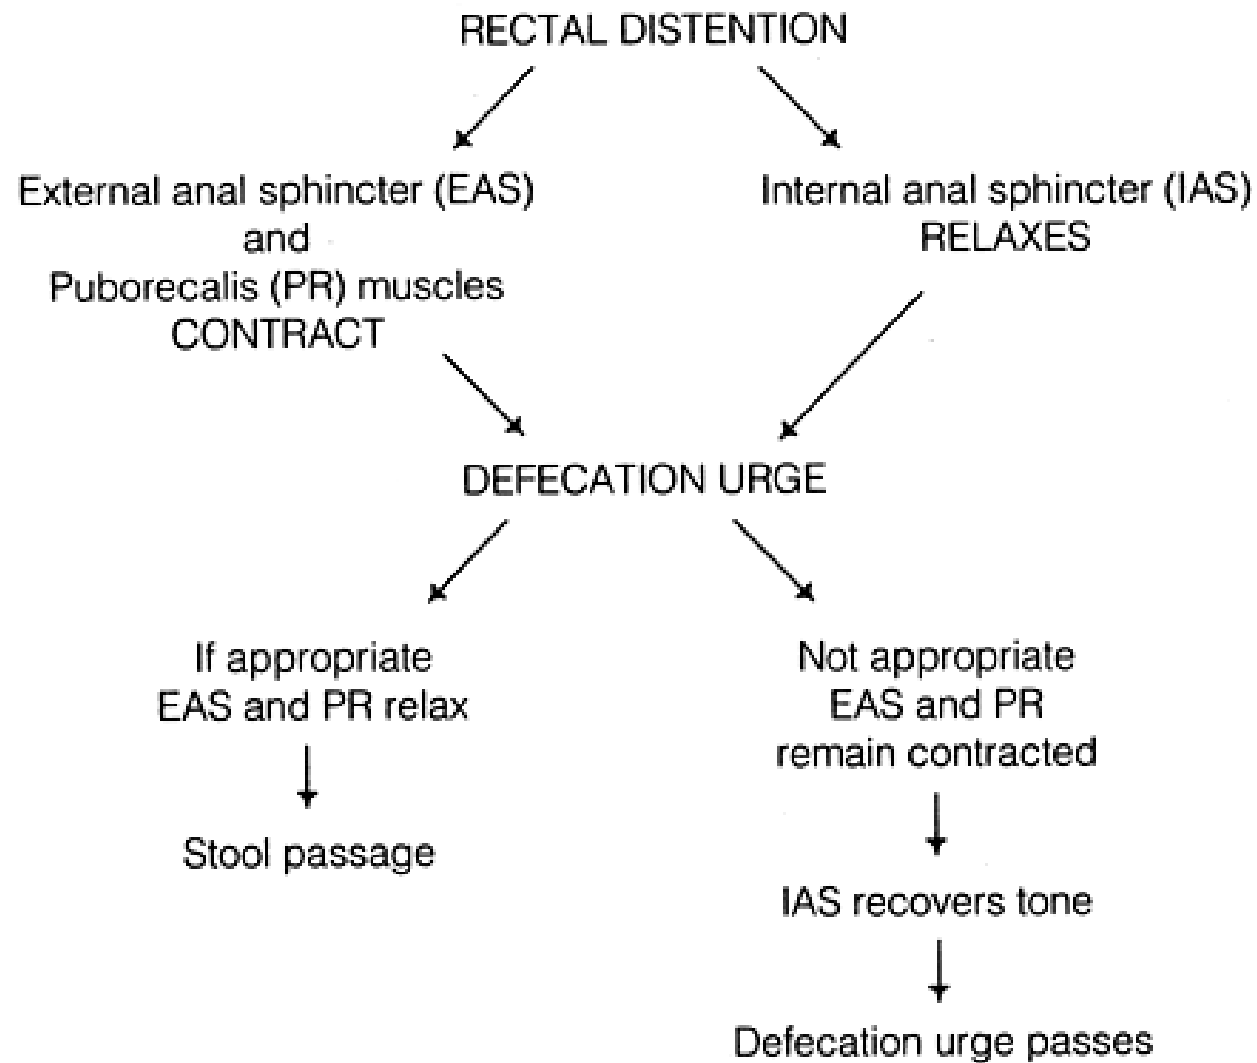 RECTAL DISTENTION
External anal sphincter (EAS)
and
Puborecalis (PR) muscles
CONTRACT
Internal anal sphincter (IAS)
RELAXES
DEFECATION URGE
If appropriate
EAS and PR relax
Stool passage
Not appropriate
EAS and PR
remain contracted
IAS recovers tone
Defecation urge passes